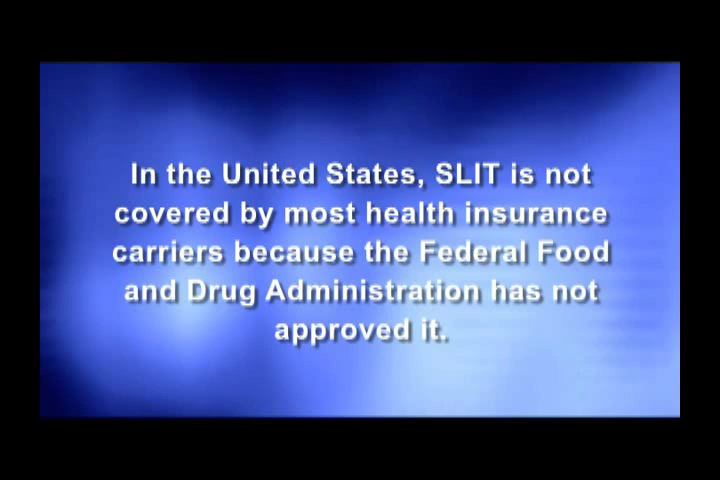 In the United States, SLIT is not
covered by most health insurance
carriers because the Federal Food
and Drug Administration has not
approved it.